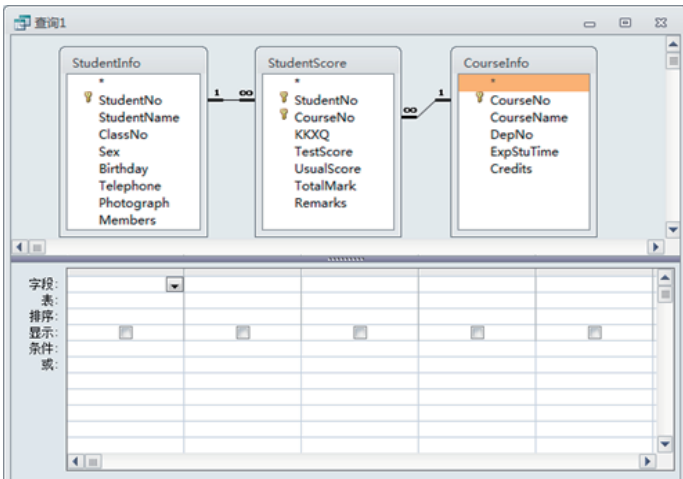 查询1
StudentInfo
*
StudentNo
StudentName
ClassNo
Sex
Birthday
Telephone
Photograph
Members
1
∞
StudentScore
*
StudentNo
CourseNo
KKXQ
TestScore
UsualScore
TotalMark
Remarks
∞
1
CourseInfo
*
CourseNo
CourseName
DepNo
ExpStuTime
Credits
字段:
表:
排序:
显示:
条件:
或: